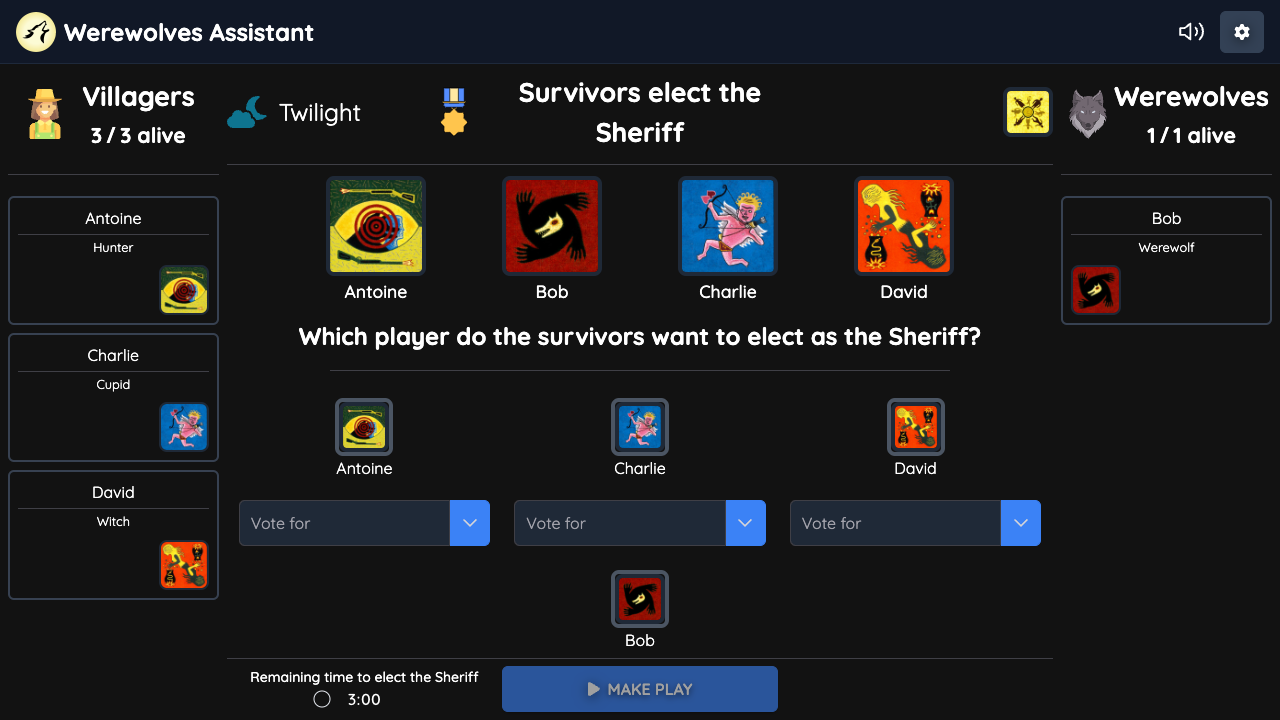 Werewolves Assistant
Villagers
3 / 3 alive
Twilight
Survivors elect the
Sheriff
Werewolves
1 / 1 alive
Antoine
Hunter
Charlie
Cupid
David
Witch
Antoine
Bob
Charlie
David
Which player do the survivors want to elect as the Sheriff?
Antoine
Charlie
David
Vote for
Vote for
Vote for
Bob
Bob
Werewolf
Remaining time to elect the Sheriff
3:00
MAKE PLAY